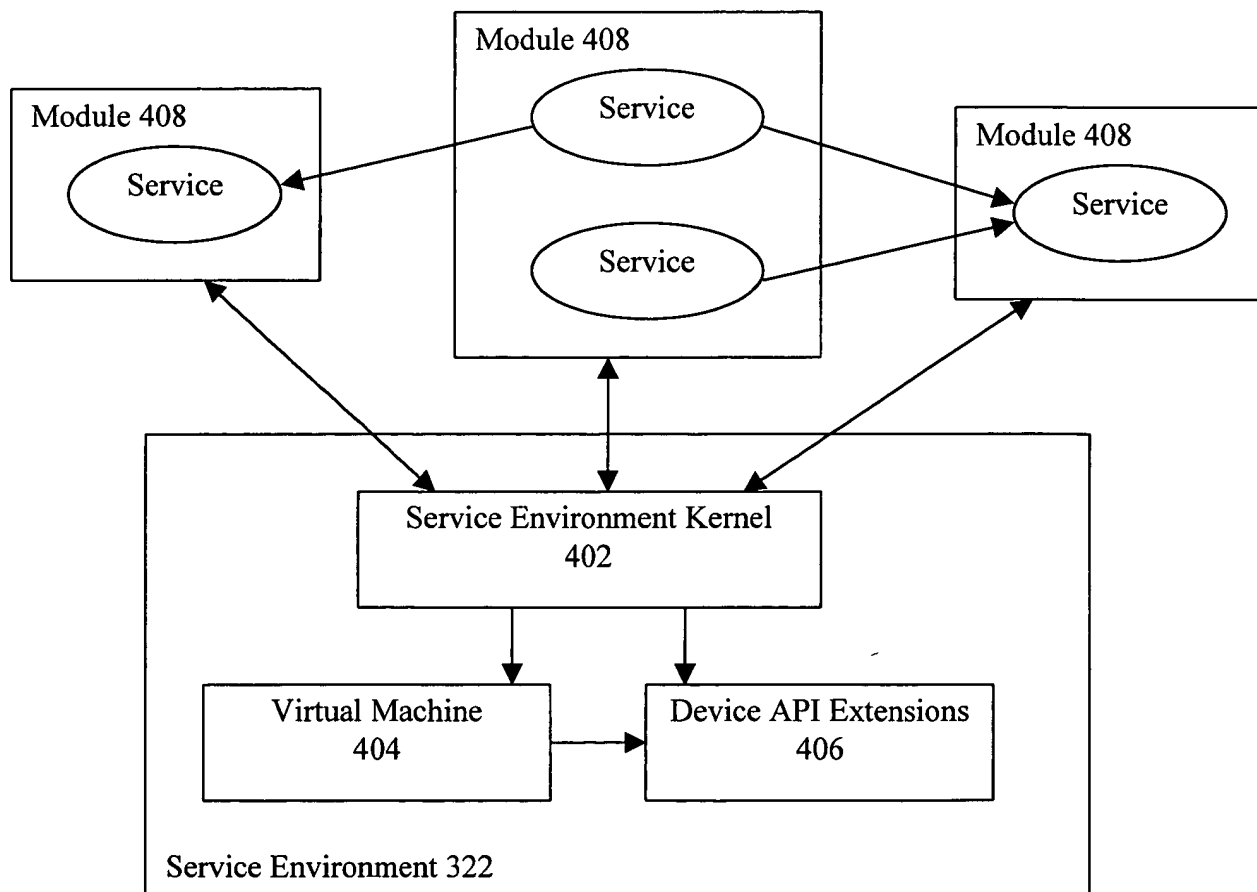 Module 408
Service
Module 408
Service
Service
Module 408
Service
Service Environment Kernel
402
Virtual Machine
404
Device API Extensions
406
Service Environment 322